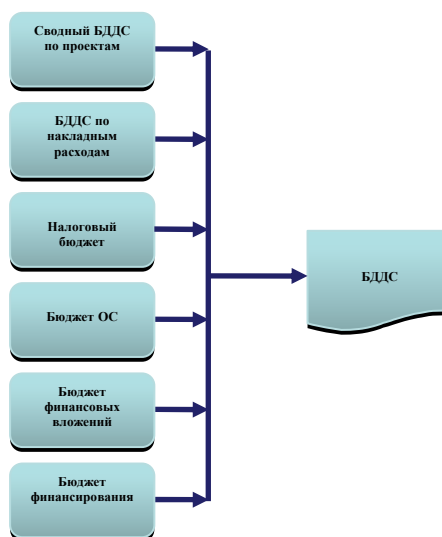 Сводный БДДС
по проектам
БДДС по
накладным
расходам
Налоговый
бюджет
Бюджет ОС
Бюджет
финансовых
вложений
Бюджет
финансирования
БДДС